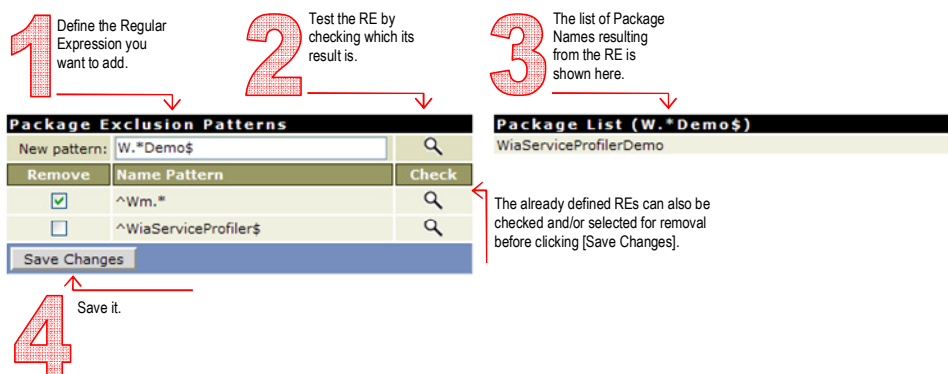 1
Define the Regular
Expression you
want to add.
2
Test the RE by
checking which its
result is.
3
The list of Package
Names resulting
from the RE is
shown here.
Package Exclusion Patterns
New pattern: W.*Demo$
Remove Name Pattern Check
^Wm.*
^WiaServiceProfiler$
Save Changes
Package List (W.*Demo$)
WiaServiceProfilerDemo
The already defined REs can also be
checked and/or selected for removal
before clicking [Save Changes].
4
Save it.